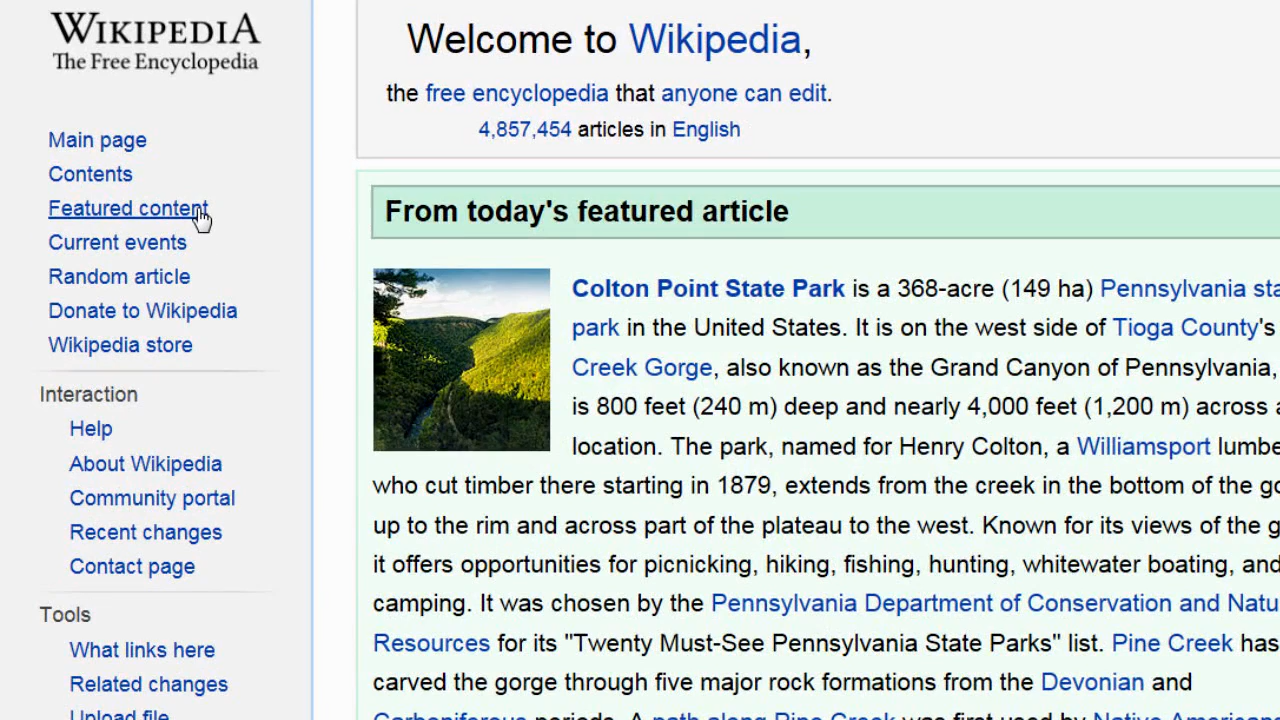 WIKIPEDIA
The Free Encyclopedia
Main page
Contents
Featured content
Current events
Random article
Donate to Wikipedia
Wikipedia store
Interaction
Help
About Wikipedia
Community portal
Recent changes
Contact page
Tools
What links here
Related changes
Upload file
Welcome to Wikipedia,
the free encyclopedia that anyone can edit.
4,857,454 articles in English
From today's featured article
Colton Point State Park is a 368-acre (149 ha) Pennsylvania sta
park in the United States. It is on the west side of Tioga County's
Creek Gorge, also known as the Grand Canyon of Pennsylvania,
is 800 feet (240 m) deep and nearly 4,000 feet (1,200 m) across a
location. The park, named for Henry Colton, a Williamsport lumbe
who cut timber there starting in 1879, extends from the creek in the bottom of the go
up to the rim and across part of the plateau to the west. Known for its views of the g
it offers opportunities for picnicking, hiking, fishing, hunting, whitewater boating, and
camping. It was chosen by the Pennsylvania Department of Conservation and Natu
Resources for its "Twenty Must-See Pennsylvania State Parks" list. Pine Creek has
carved the gorge through five major rock formations from the Devonian and
Carboniferous periods. A path along Pine Creek was first used by Native Americans